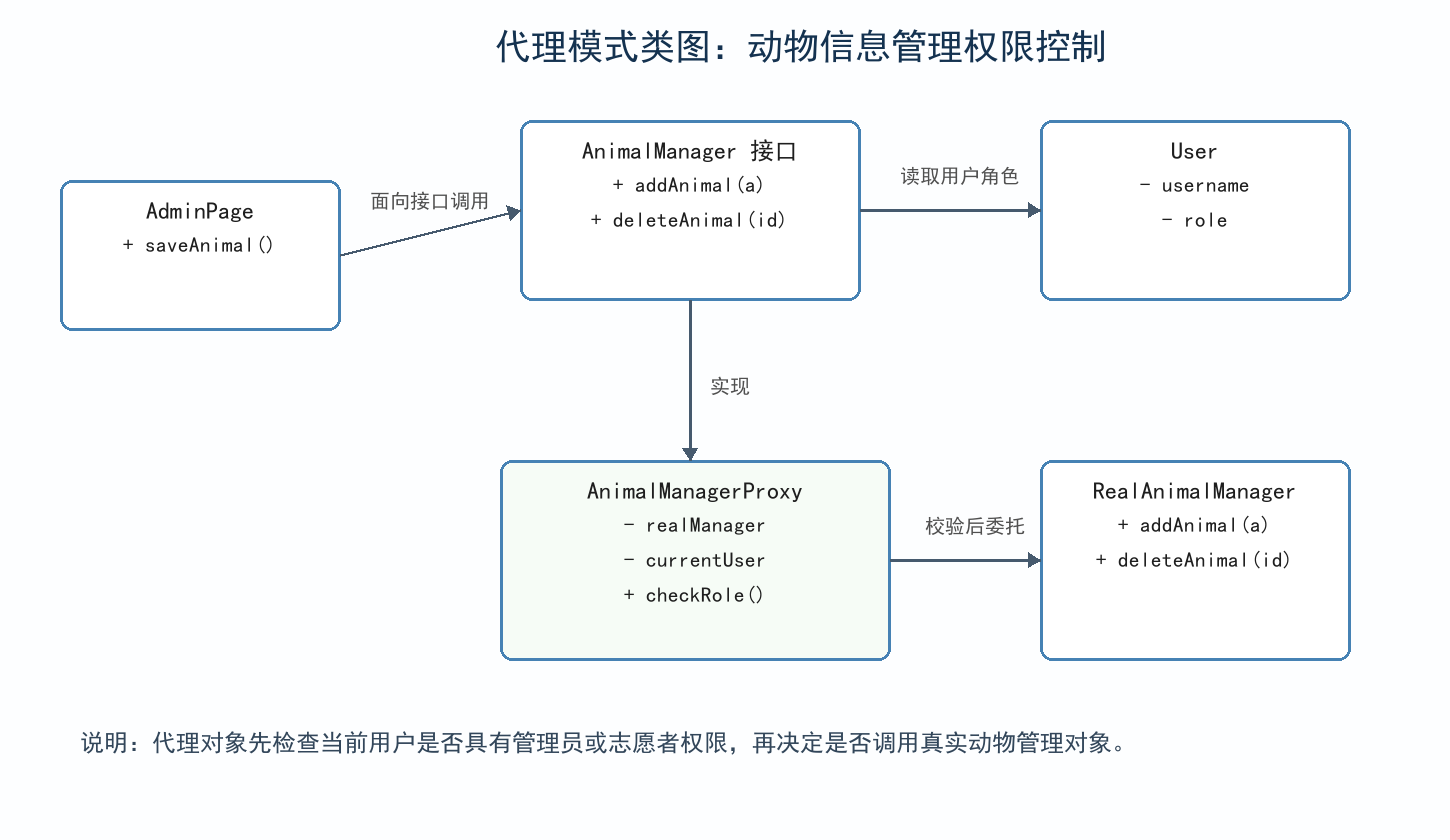 代理模式类图：动物信息管理权限控制
AdminPage
+ saveAnimal()
面向接口调用
AnimalManager 接口
+ addAnimal(a)
+ deleteAnimal(id)
读取用户角色
User
- username
- role
实现
AnimalManagerProxy
- realManager
- currentUser
+ checkRole()
校验后委托
RealAnimalManager
+ addAnimal(a)
+ deleteAnimal(id)
说明：代理对象先检查当前用户是否具有管理员或志愿者权限，再决定是否调用真实动物管理对象。